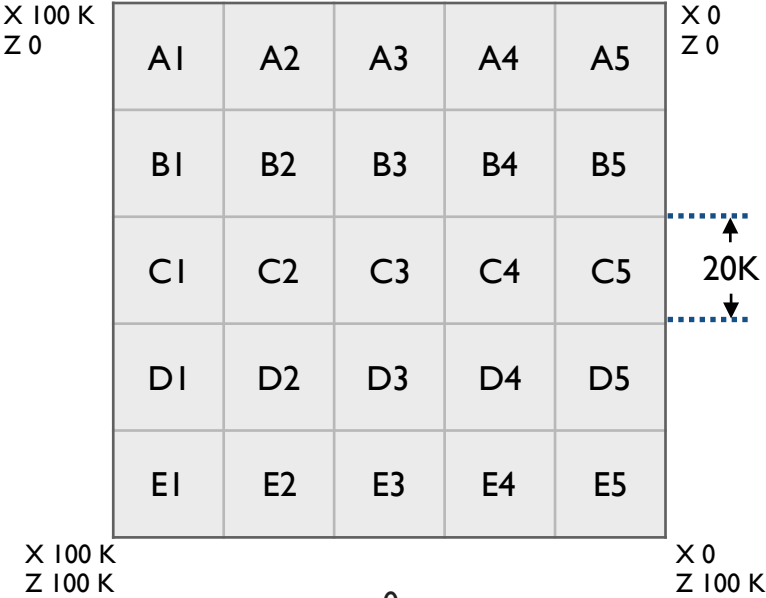 X 100 K
Z 0
X 0
Z 0
A1 A2 A3 A4 A5
B1 B2 B3 B4 B5
C1 C2 C3 C4 C5
20K
D1 D2 D3 D4 D5
E1 E2 E3 E4 E5
X 100 K
Z 100 K
X 0
Z 100 K